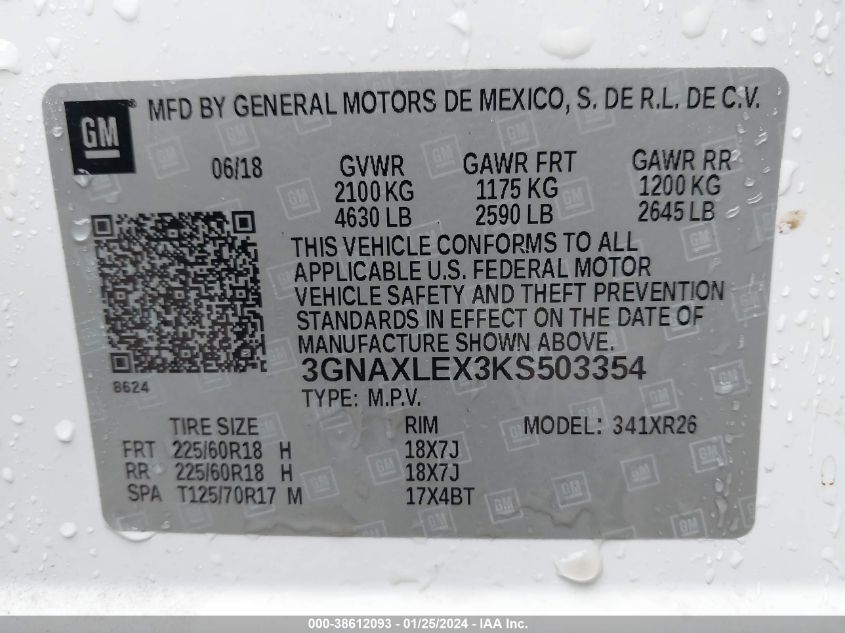 GM
MFD BY GENERAL MOTORS DE MEXICO, S. DE R.L. DE C.V.
06/18 GVWR GAWR FRT GAWR RR
2100 KG 1175 KG 1200 KG
4630 LB 2590 LB 2645 LB
THIS VEHICLE CONFORMS TO ALL
APPLICABLE U.S. FEDERAL MOTOR
VEHICLE SAFETY AND THEFT PREVENTION
STANDARDS IN EFFECT ON THE DATE OF
MANUFACTURE SHOWN ABOVE.
3GNAXLEX3KS503354
8624
TYPE: M.P.V.
TIRE SIZE RIM MODEL: 341XR26
FRT 225/60R18 H 18X7J
RR 225/60R18 H 18X7J
SPA T125/70R17 M 17X4BT
000-38612093 - 01/25/2024 - IAA Inc.